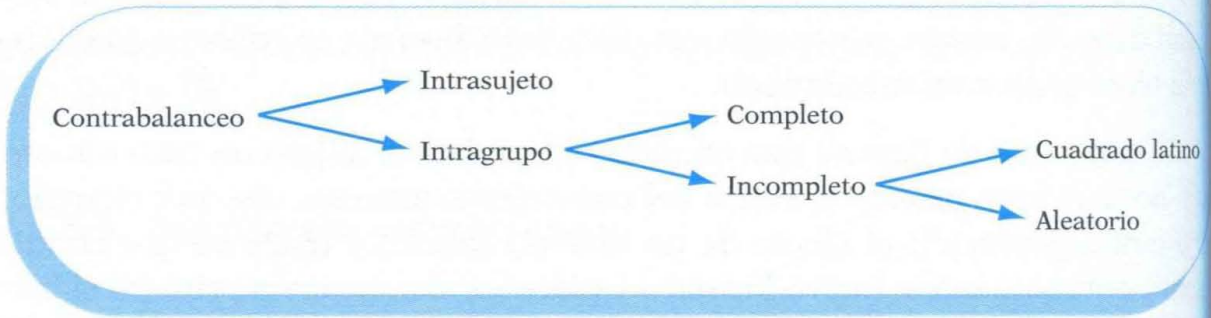 Contrabalanceo
Intrasujeto
Intragrupo
Completo
Incompleto
Cuadrado latino
Aleatorio